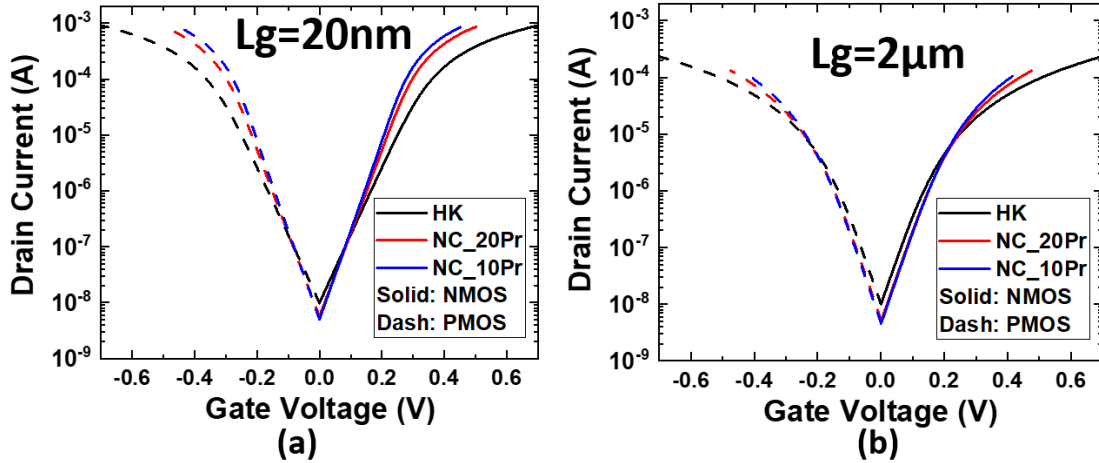 Lg=20nm
Drain Current (A)
10⁻³
10⁻⁴
10⁻⁵
10⁻⁶
10⁻⁷
10⁻⁸
10⁻⁹
HK
NC_20Pr
NC_10Pr
Solid: NMOS
Dash: PMOS
-0.6 -0.4 -0.2 0.0 0.2 0.4 0.6
Gate Voltage (V)
(a)
Lg=2μm
Drain Current (A)
10⁻³
10⁻⁴
10⁻⁵
10⁻⁶
10⁻⁷
10⁻⁸
10⁻⁹
HK
NC_20Pr
NC_10Pr
Solid: NMOS
Dash: PMOS
-0.6 -0.4 -0.2 0.0 0.2 0.4 0.6
Gate Voltage (V)
(b)